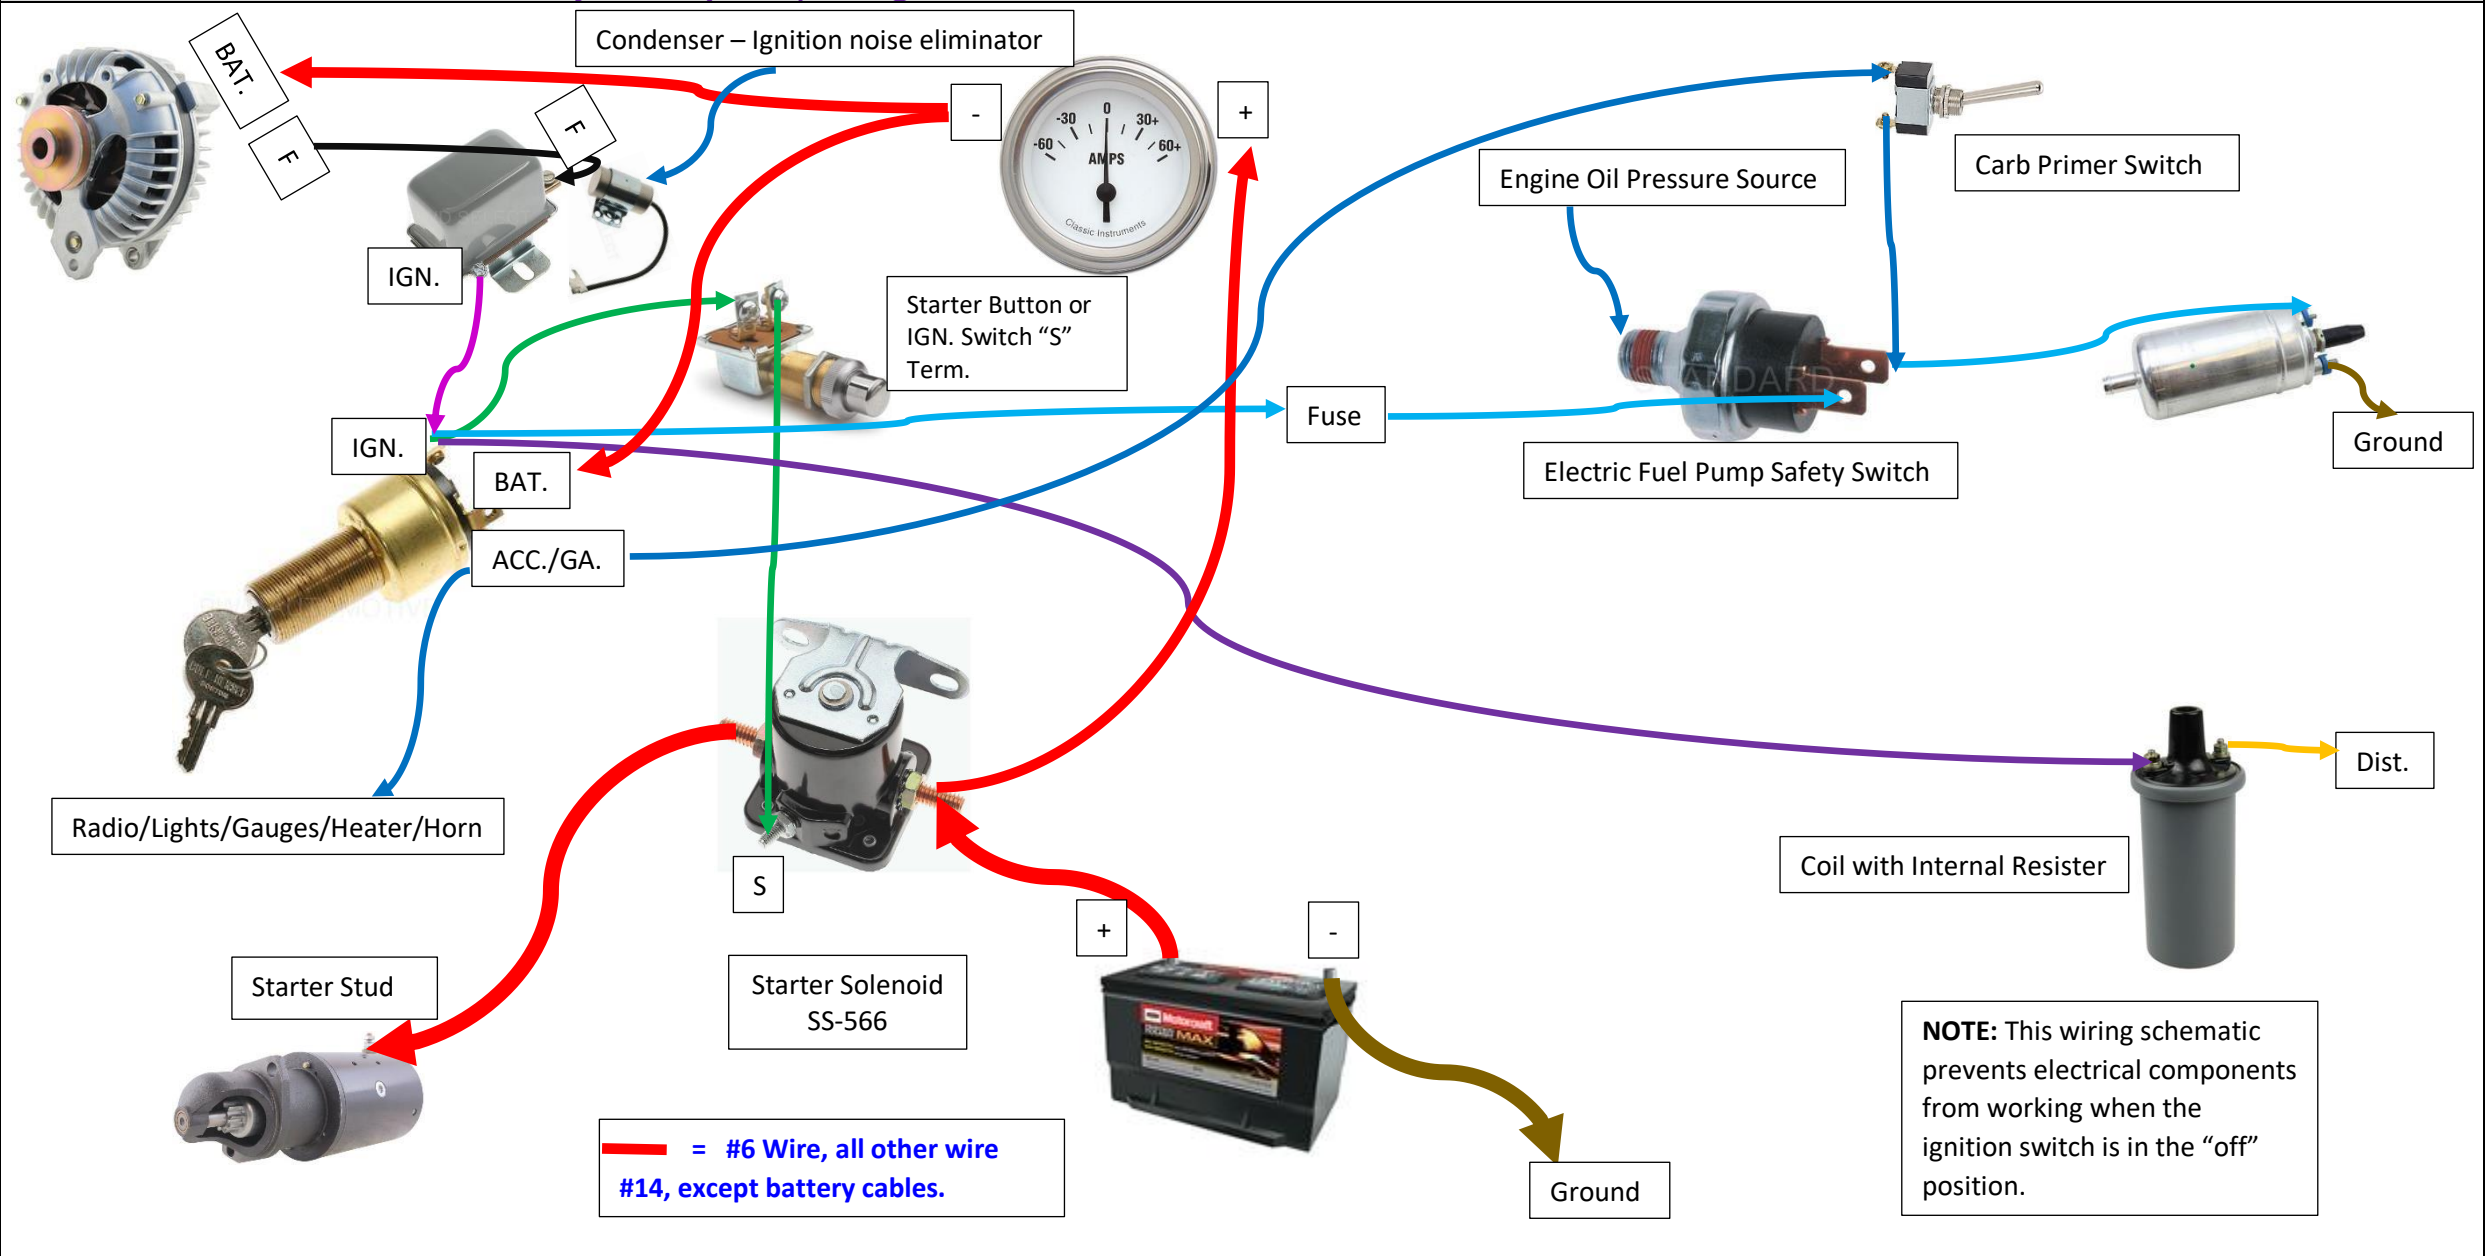 Condenser – Ignition noise eliminator
BAT.
F
F
-
+
-60
-30
0
30+
60+
AMPS
Classic Instruments
Engine Oil Pressure Source
Carb Primer Switch
IGN.
Starter Button or
IGN. Switch “S”
Term.
STANDARD
IGN.
BAT.
Fuse
Electric Fuel Pump Safety Switch
Ground
ACC./GA.
Dist.
Radio/Lights/Gauges/Heater/Horn
Coil with Internal Resister
S
+
-
Starter Stud
Starter Solenoid
SS-566
Motorcraft
MAX
NOTE: This wiring schematic
prevents electrical components
from working when the
ignition switch is in the “off”
position.
= #6 Wire, all other wire
#14, except battery cables.
Ground